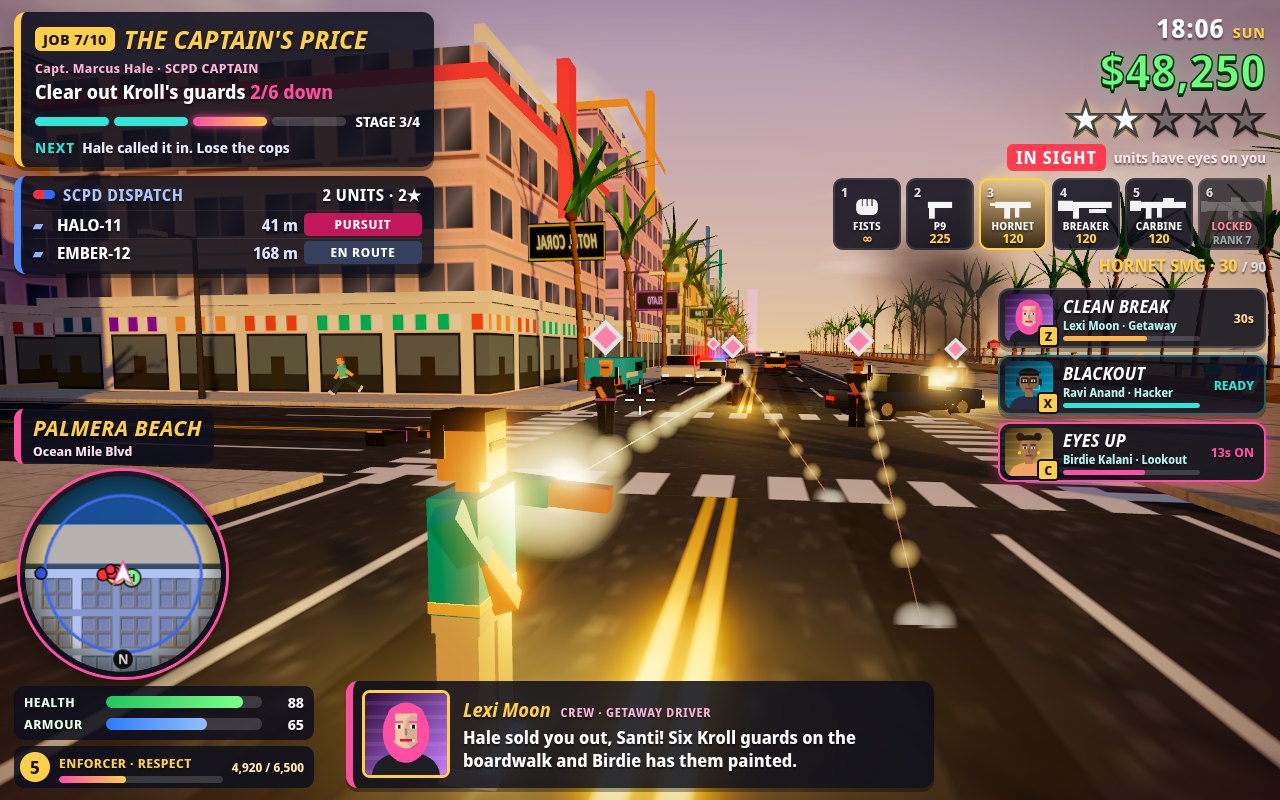 JOB 7/10 THE CAPTAIN'S PRICE
Capt. Marcus Hale · SCPD CAPTAIN
Clear out Kroll's guards 2/6 down
STAGE 3/4
NEXT Hale called it in. Lose the cops
SCPD DISPATCH 2 UNITS · 2★
HALO-11 41 m PURSUIT
EMBER-12 168 m EN ROUTE
18:06 SUN
$48,250
IN SIGHT units have eyes on you
1 FISTS ∞
2 P9 225
3 HORNET 120
4 BREAKER 120
5 CARBINE 120
6 LOCKED RANK 7
HORNET SMG · 30 / 90
CLEAN BREAK
Lexi Moon · Getaway
30s
Z
BLACKOUT
Ravi Anand · Hacker
READY
X
EYES UP
Birdie Kalani · Lookout
13s ON
C
HOTEL CORAL
GELATO
PALMERA BEACH
Ocean Mile Blvd
H
N
HEALTH 88
ARMOUR 65
5 ENFORCER · RESPECT 4,920 / 6,500
Lexi Moon CREW · GETAWAY DRIVER
Hale sold you out, Santi! Six Kroll guards on the
boardwalk and Birdie has them painted.